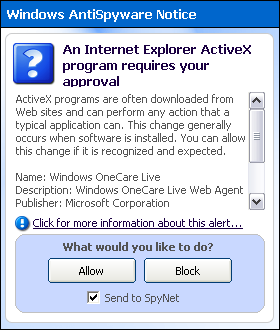 Windows AntiSpyware Notice
An Internet Explorer ActiveX
program requires your
approval
ActiveX programs are often downloaded from
Web sites and can perform any action that a
typical application can. This change generally
occurs when software is installed. You can allow
this change if it is recognized and expected.
Name: Windows OneCare Live
Description: Windows OneCare Live Web Agent
Publisher: Microsoft Corporation
Click for more information about this alert...
What would you like to do?
Allow Block
Send to SpyNet